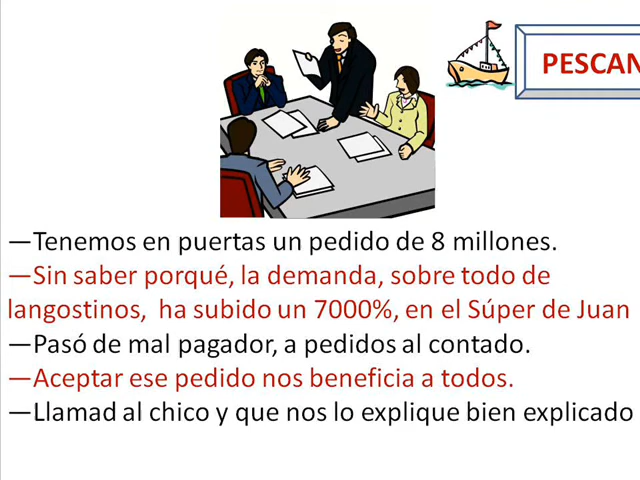 PESCAN
—Tenemos en puertas un pedido de 8 millones.
—Sin saber porqué, la demanda, sobre todo de
langostinos, ha subido un 7000%, en el Súper de Juan
—Pasó de mal pagador, a pedidos al contado.
—Aceptar ese pedido nos beneficia a todos.
—Llamad al chico y que nos lo explique bien explicado